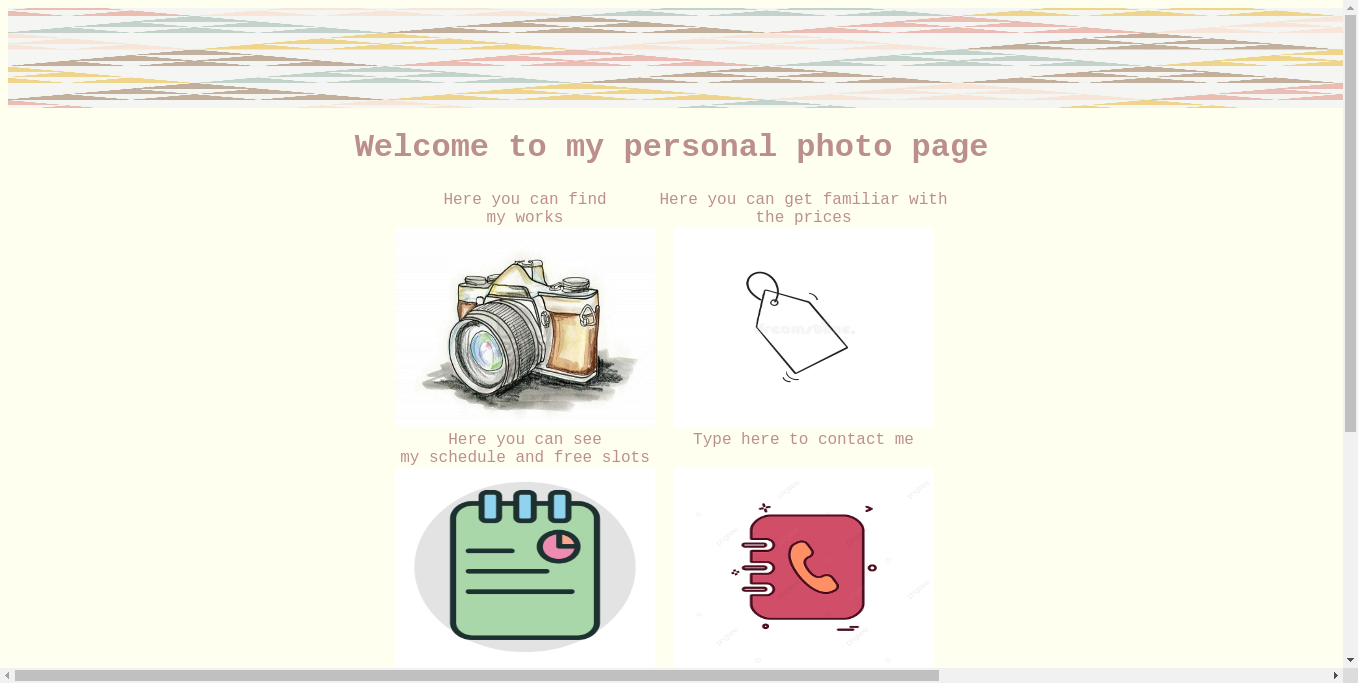 Welcome to my personal photo page
Here you can find
my works
Here you can get familiar with
the prices
dreamstime.
Here you can see
my schedule and free slots
Type here to contact me